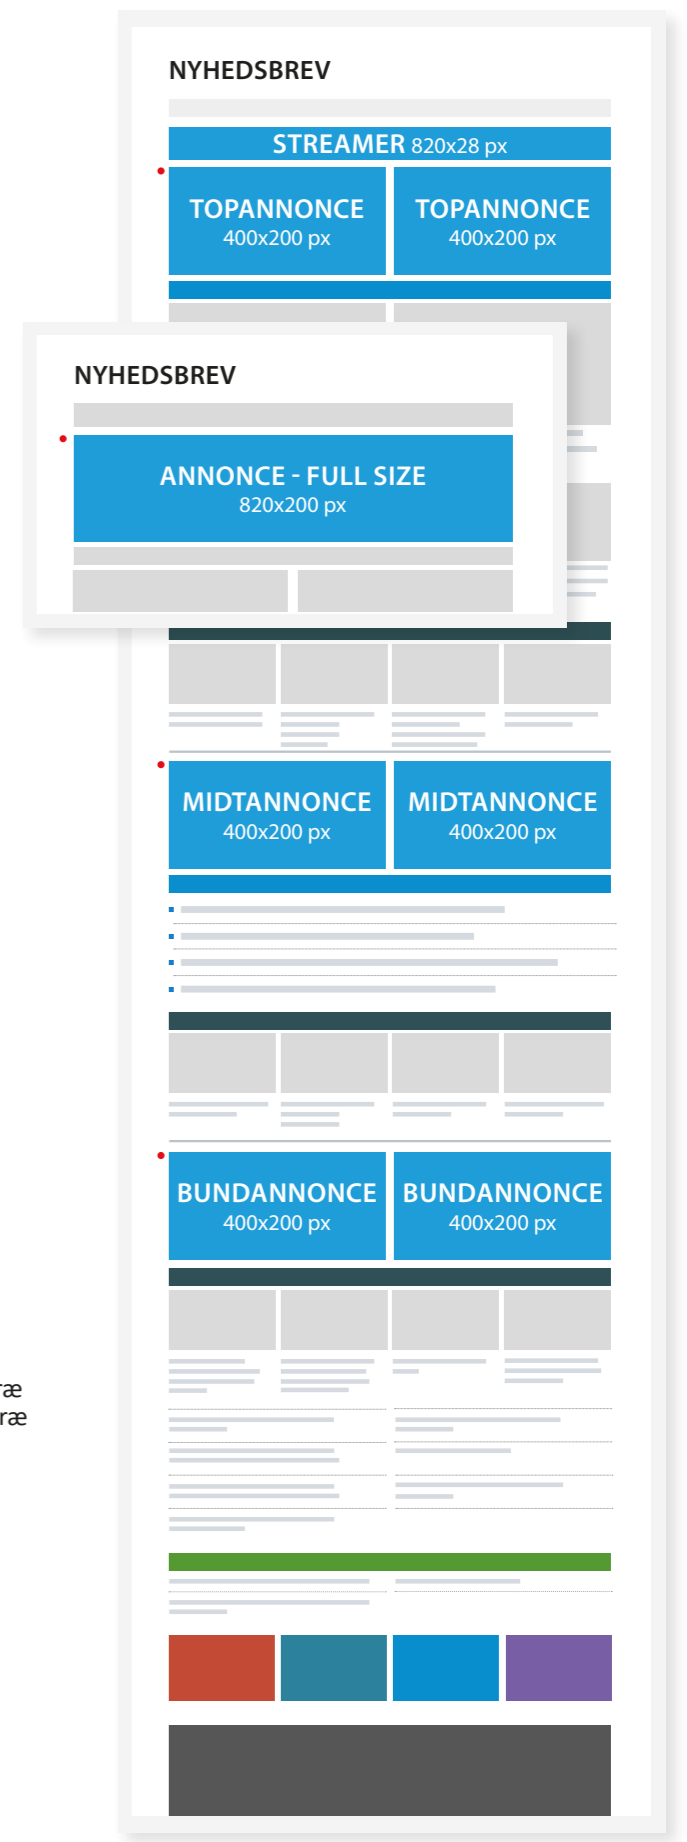 NYHEDSBREV
STREAMER 820x28 px
TOPANNONCE TOPANNONCE
400x200 px 400x200 px
NYHEDSBREV
ANNONCE - FULL SIZE
820x200 px
MIDTANNONCE MIDTANNONCE
400x200 px 400x200 px
BUNDANNONCE BUNDANNONCE
400x200 px 400x200 px
ræ
ræ